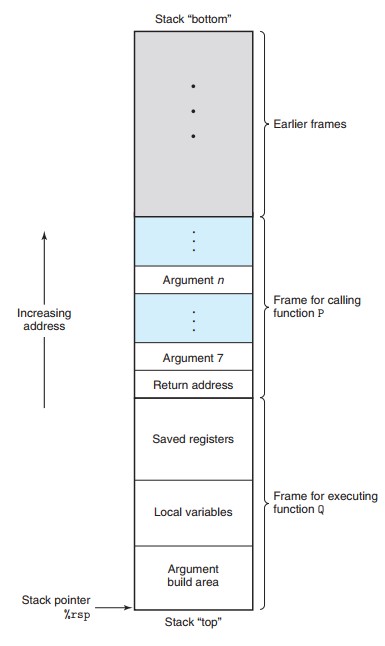 Stack “bottom”
Earlier frames
Increasing
address
Argument n
Frame for calling
function P
Argument 7
Return address
Saved registers
Frame for executing
function Q
Local variables
Argument
build area
Stack pointer
%rsp
Stack “top”